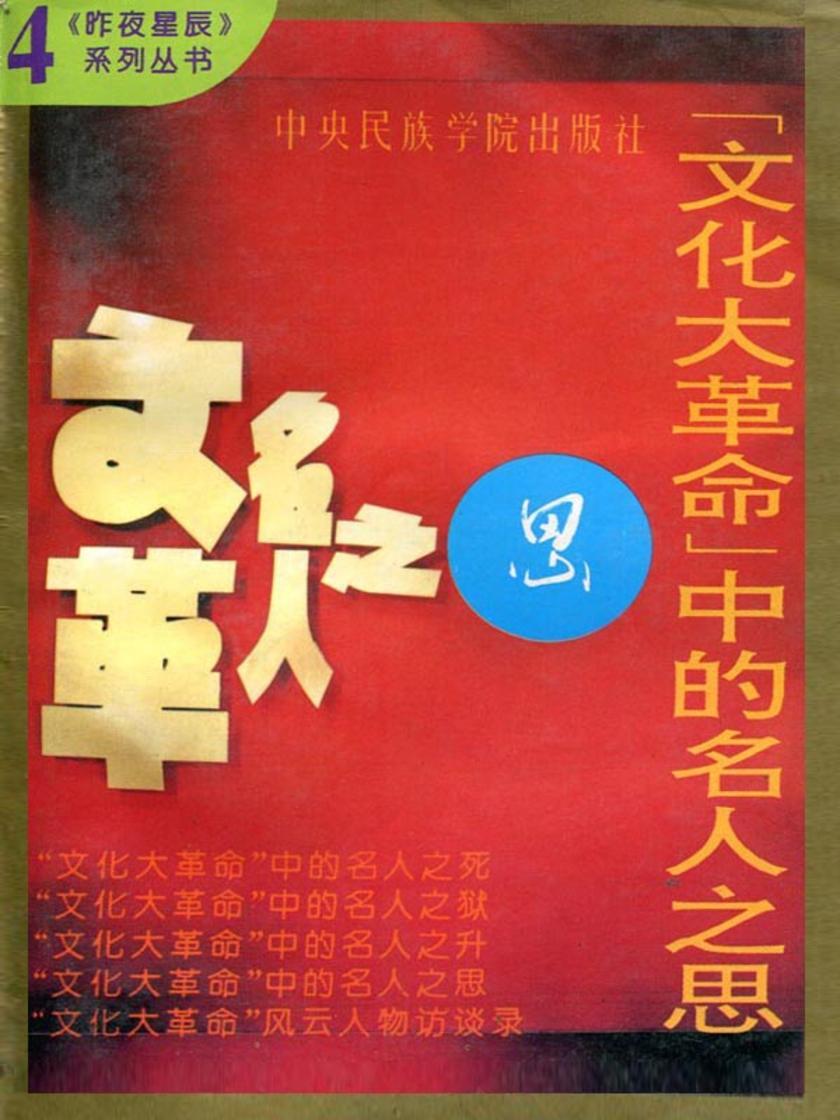 4
《昨夜星辰》
系列丛书
中央民族学院出版社
「文化大革命」中的名人之思
文革
名人之
思
“文化大革命”中的名人之死
“文化大革命”中的名人之狱
“文化大革命”中的名人之升
“文化大革命”中的名人之思
“文化大革命”风云人物访谈录